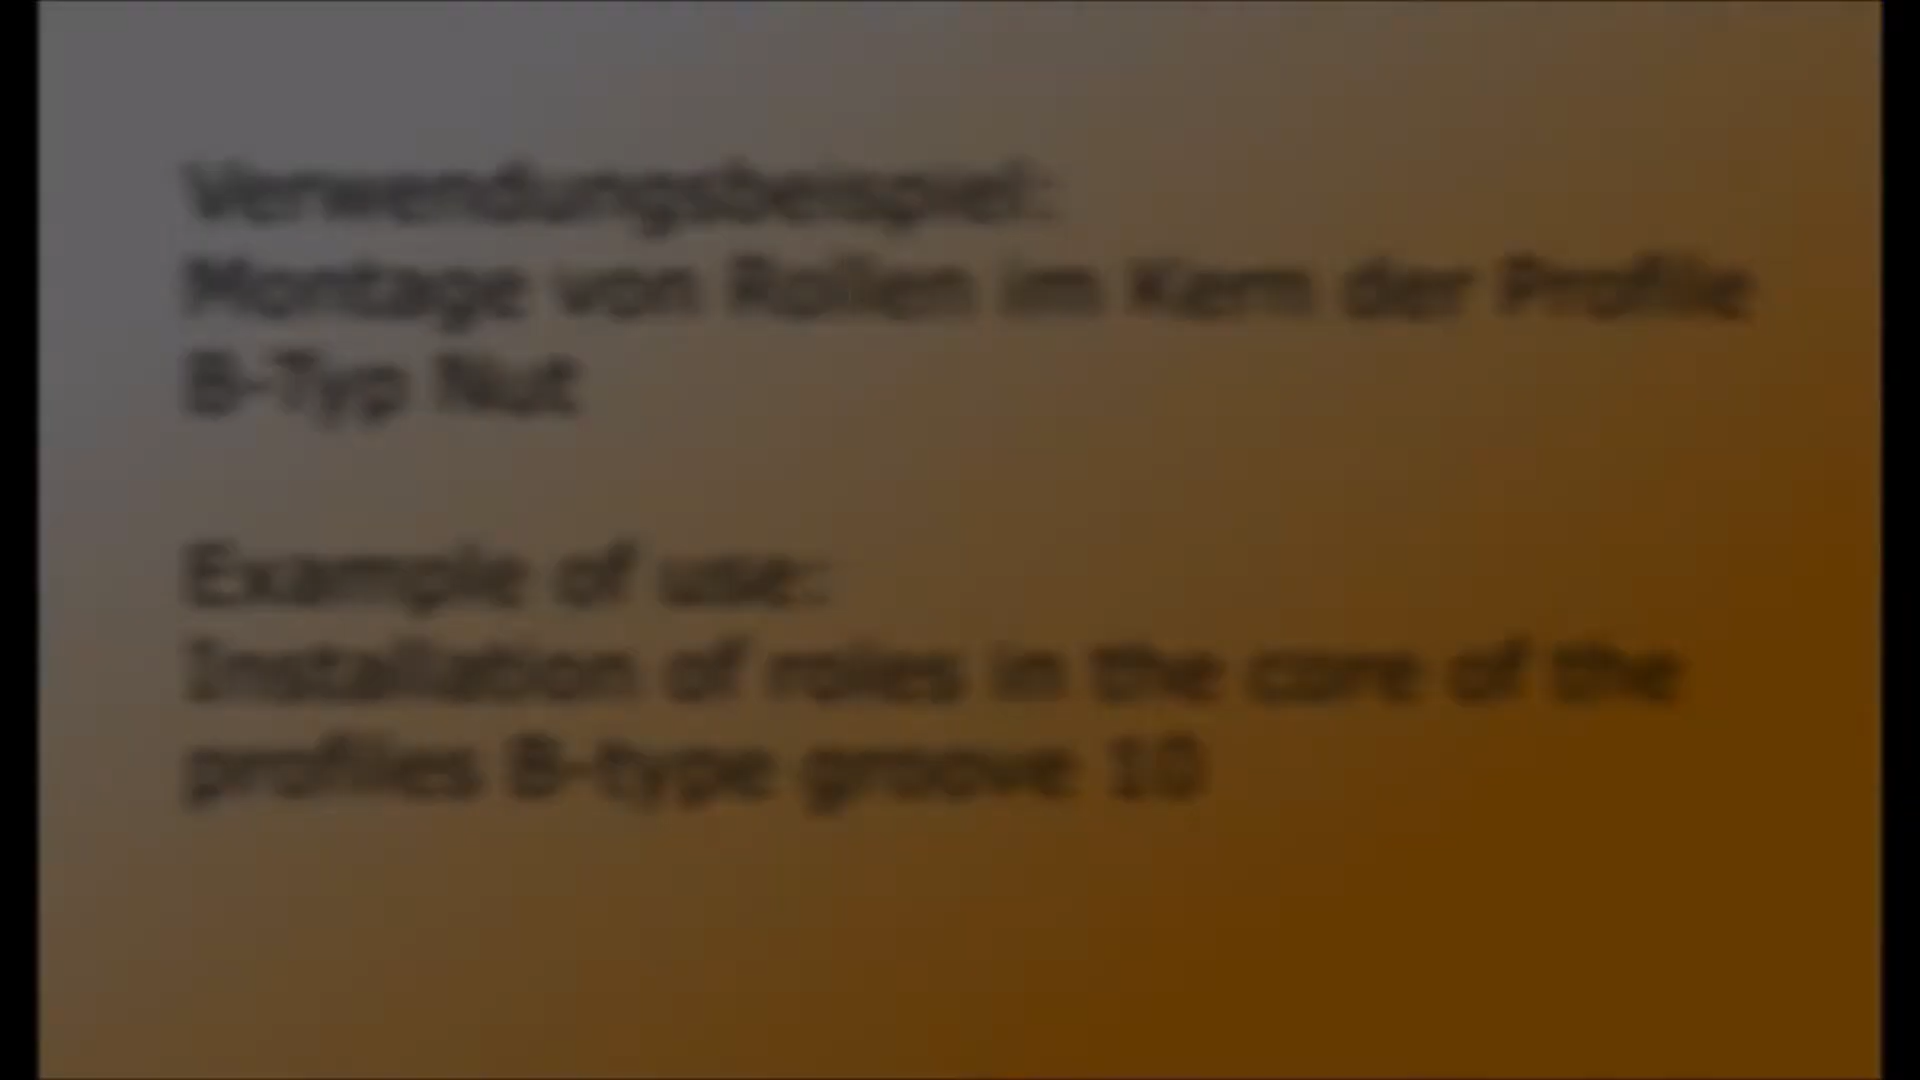 Verwendungsbeispiel:
Montage von Rollen im Kern der Profile
B-Typ Nut
Example of use:
Installation of roles in the core of the
profiles B-type groove 10